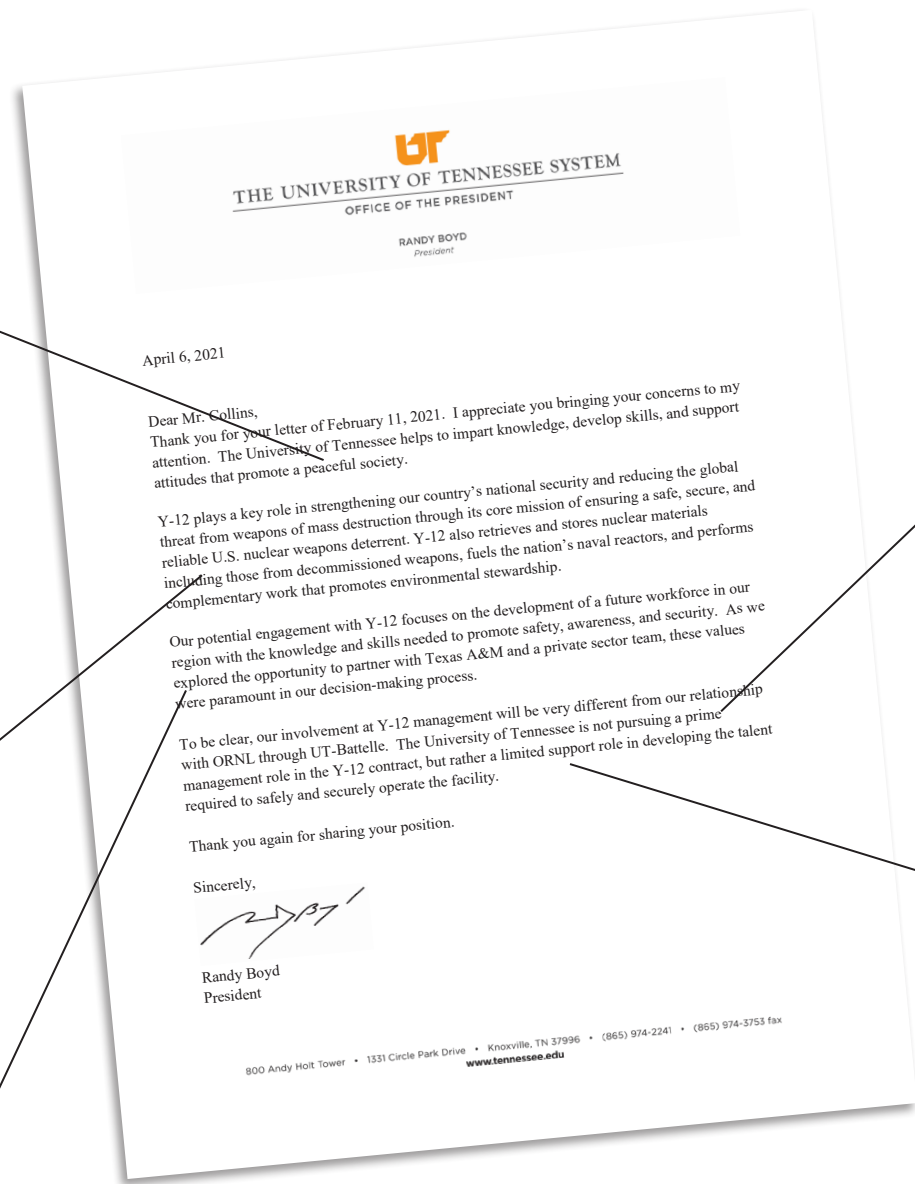 UT
THE UNIVERSITY OF TENNESSEE SYSTEM
OFFICE OF THE PRESIDENT
RANDY BOYD
President
April 6, 2021
Dear Mr. Collins,
Thank you for your letter of February 11, 2021. I appreciate you bringing your concerns to my
attention. The University of Tennessee helps to impart knowledge, develop skills, and support
attitudes that promote a peaceful society.
Y-12 plays a key role in strengthening our country's national security and reducing the global
threat from weapons of mass destruction through its core mission of ensuring a safe, secure, and
reliable U.S. nuclear weapons deterrent. Y-12 also retrieves and stores nuclear materials
including those from decommissioned weapons, fuels the nation's naval reactors, and performs
complementary work that promotes environmental stewardship.
Our potential engagement with Y-12 focuses on the development of a future workforce in our
region with the knowledge and skills needed to promote safety, awareness, and security. As we
explored the opportunity to partner with Texas A&M and a private sector team, these values
were paramount in our decision-making process.
To be clear, our involvement at Y-12 management will be very different from our relationship
with ORNL through UT-Battelle. The University of Tennessee is not pursuing a prime
management role in the Y-12 contract, but rather a limited support role in developing the talent
required to safely and securely operate the facility.
Thank you again for sharing your position.
Sincerely,
Randy Boyd
President
800 Andy Holt Tower • 1331 Circle Park Drive • Knoxville, TN 37996 • (865) 974-2241 • (865) 974-3753 fax
www.tennessee.edu